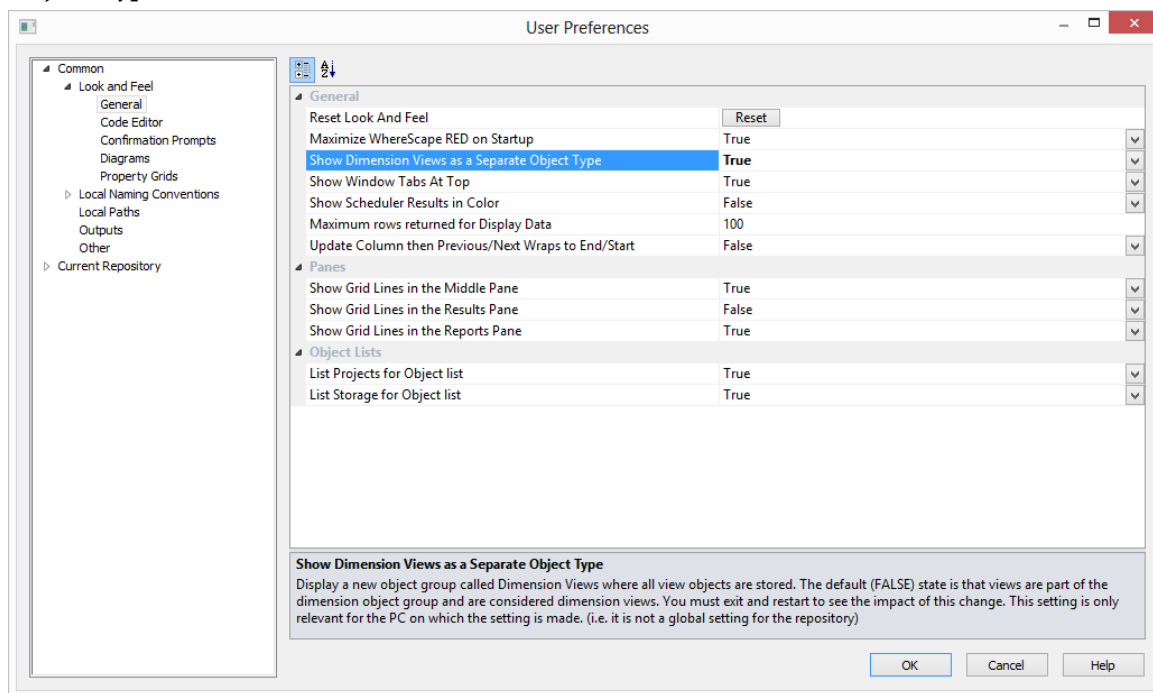 User Preferences
Common
Look and Feel
General
Code Editor
Confirmation Prompts
Diagrams
Property Grids
Local Naming Conventions
Local Paths
Outputs
Other
Current Repository
General
Reset Look And Feel Reset
Maximize WhereScape RED on Startup True
Show Dimension Views as a Separate Object Type True
Show Window Tabs At Top True
Show Scheduler Results in Color False
Maximum rows returned for Display Data 100
Update Column then Previous/Next Wraps to End/Start False
Panes
Show Grid Lines in the Middle Pane True
Show Grid Lines in the Results Pane False
Show Grid Lines in the Reports Pane True
Object Lists
List Projects for Object list True
List Storage for Object list True
Show Dimension Views as a Separate Object Type
Display a new object group called Dimension Views where all view objects are stored. The default (FALSE) state is that views are part of the
dimension object group and are considered dimension views. You must exit and restart to see the impact of this change. This setting is only
relevant for the PC on which the setting is made. (i.e. it is not a global setting for the repository)
OK Cancel Help